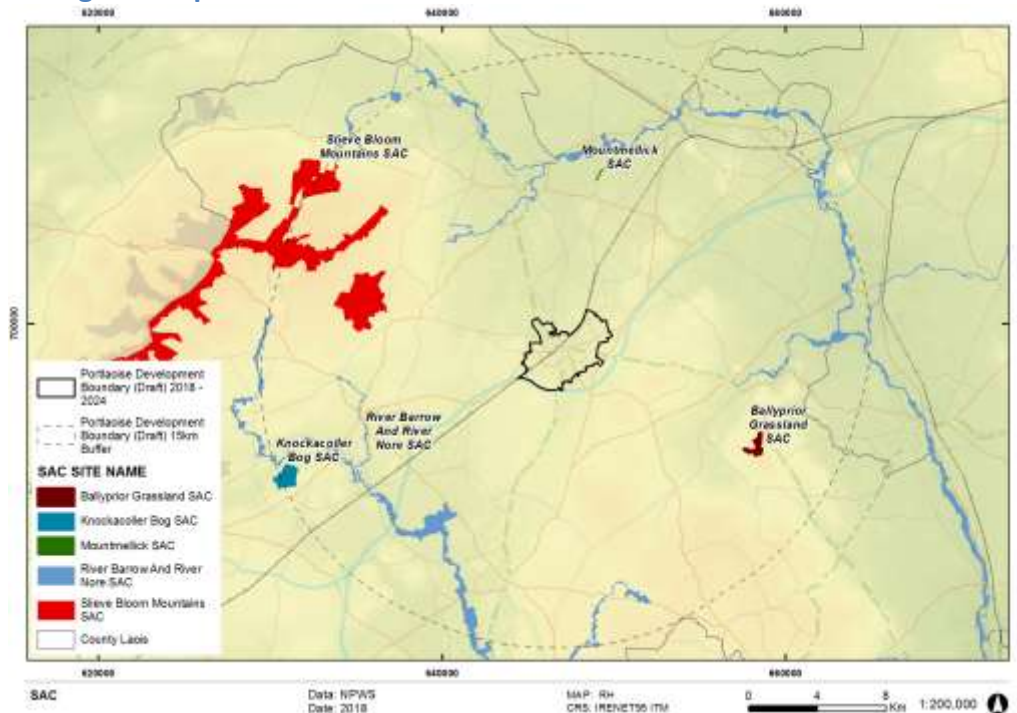 620000 640000 660000
Slieve Bloom
Mountains SAC
Mountmellick
SAC
700000
Ballyprior
Grassland
SAC
River Barrow
And River
Nore SAC
Knockacoller
Bog SAC
Portlaoise Development
Boundary (Draft) 2018 -
2024
Portlaoise Development
Boundary (Draft) 15km
Buffer
SAC SITE NAME
Ballyprior Grassland SAC
Knockacoller Bog SAC
Mountmellick SAC
River Barrow And River
Nore SAC
Slieve Bloom Mountains
SAC
County Laois
620000 640000 660000
SAC
Data: NPWS
Date: 2018
MAP: RH
CRS: IRENET95 ITM
0 4 8
Km
1:200,000